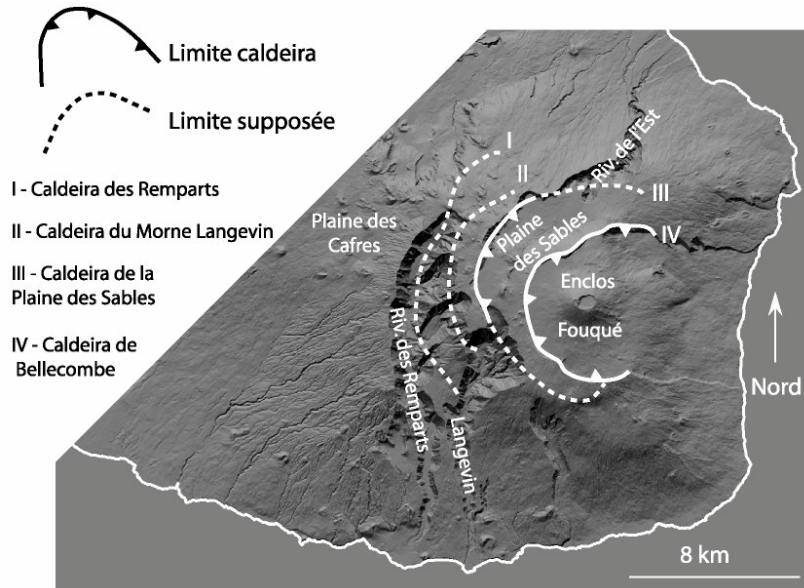 Limite caldeira
Limite supposée
I - Caldeira des Remparts
II - Caldeira du Morne Langevin
III - Caldeira de la
Plaine des Sables
IV - Caldeira de
Bellecombe
I
II
III
IV
Riv. de l'Est
Plaine des
Cafres
Plaine
des Sables
Enclos
Fouqué
Riv. des Remparts
Langevin
Nord
8 km